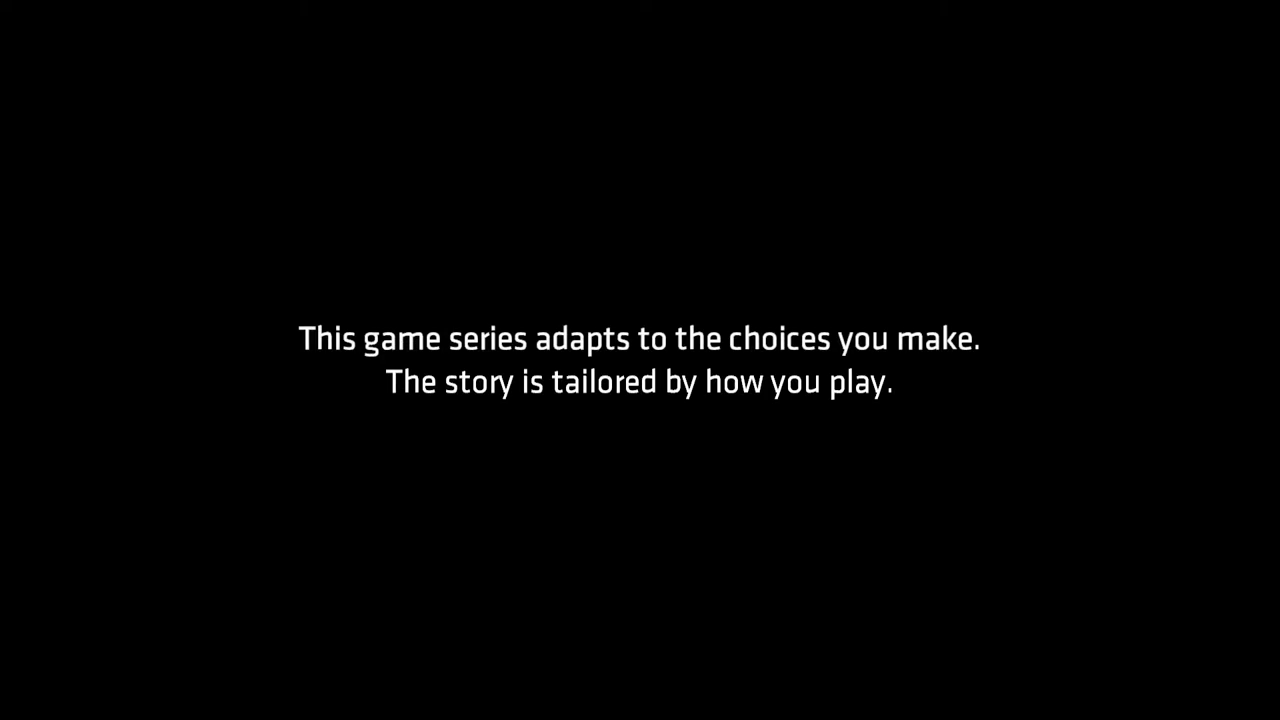 This game series adapts to the choices you make.
The story is tailored by how you play.